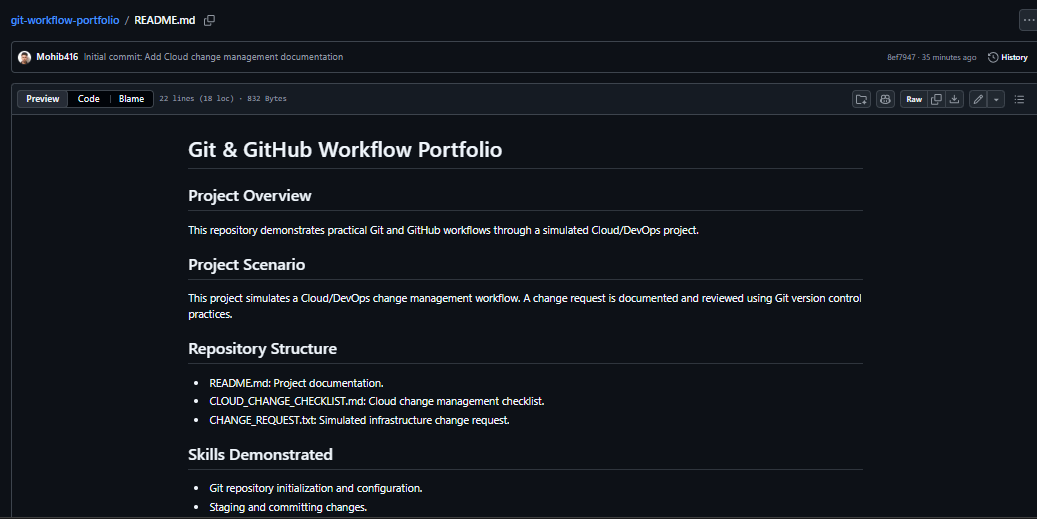 git-workflow-portfolio / README.md
Mohib416 Initial commit: Add Cloud change management documentation 8ef7947 · 35 minutes ago History
Preview Code Blame 22 lines (18 loc) · 832 Bytes Raw
Git & GitHub Workflow Portfolio
Project Overview
This repository demonstrates practical Git and GitHub workflows through a simulated Cloud/DevOps project.
Project Scenario
This project simulates a Cloud/DevOps change management workflow. A change request is documented and reviewed using Git version control
practices.
Repository Structure
• README.md: Project documentation.
• CLOUD_CHANGE_CHECKLIST.md: Cloud change management checklist.
• CHANGE_REQUEST.txt: Simulated infrastructure change request.
Skills Demonstrated
• Git repository initialization and configuration.
• Staging and committing changes.